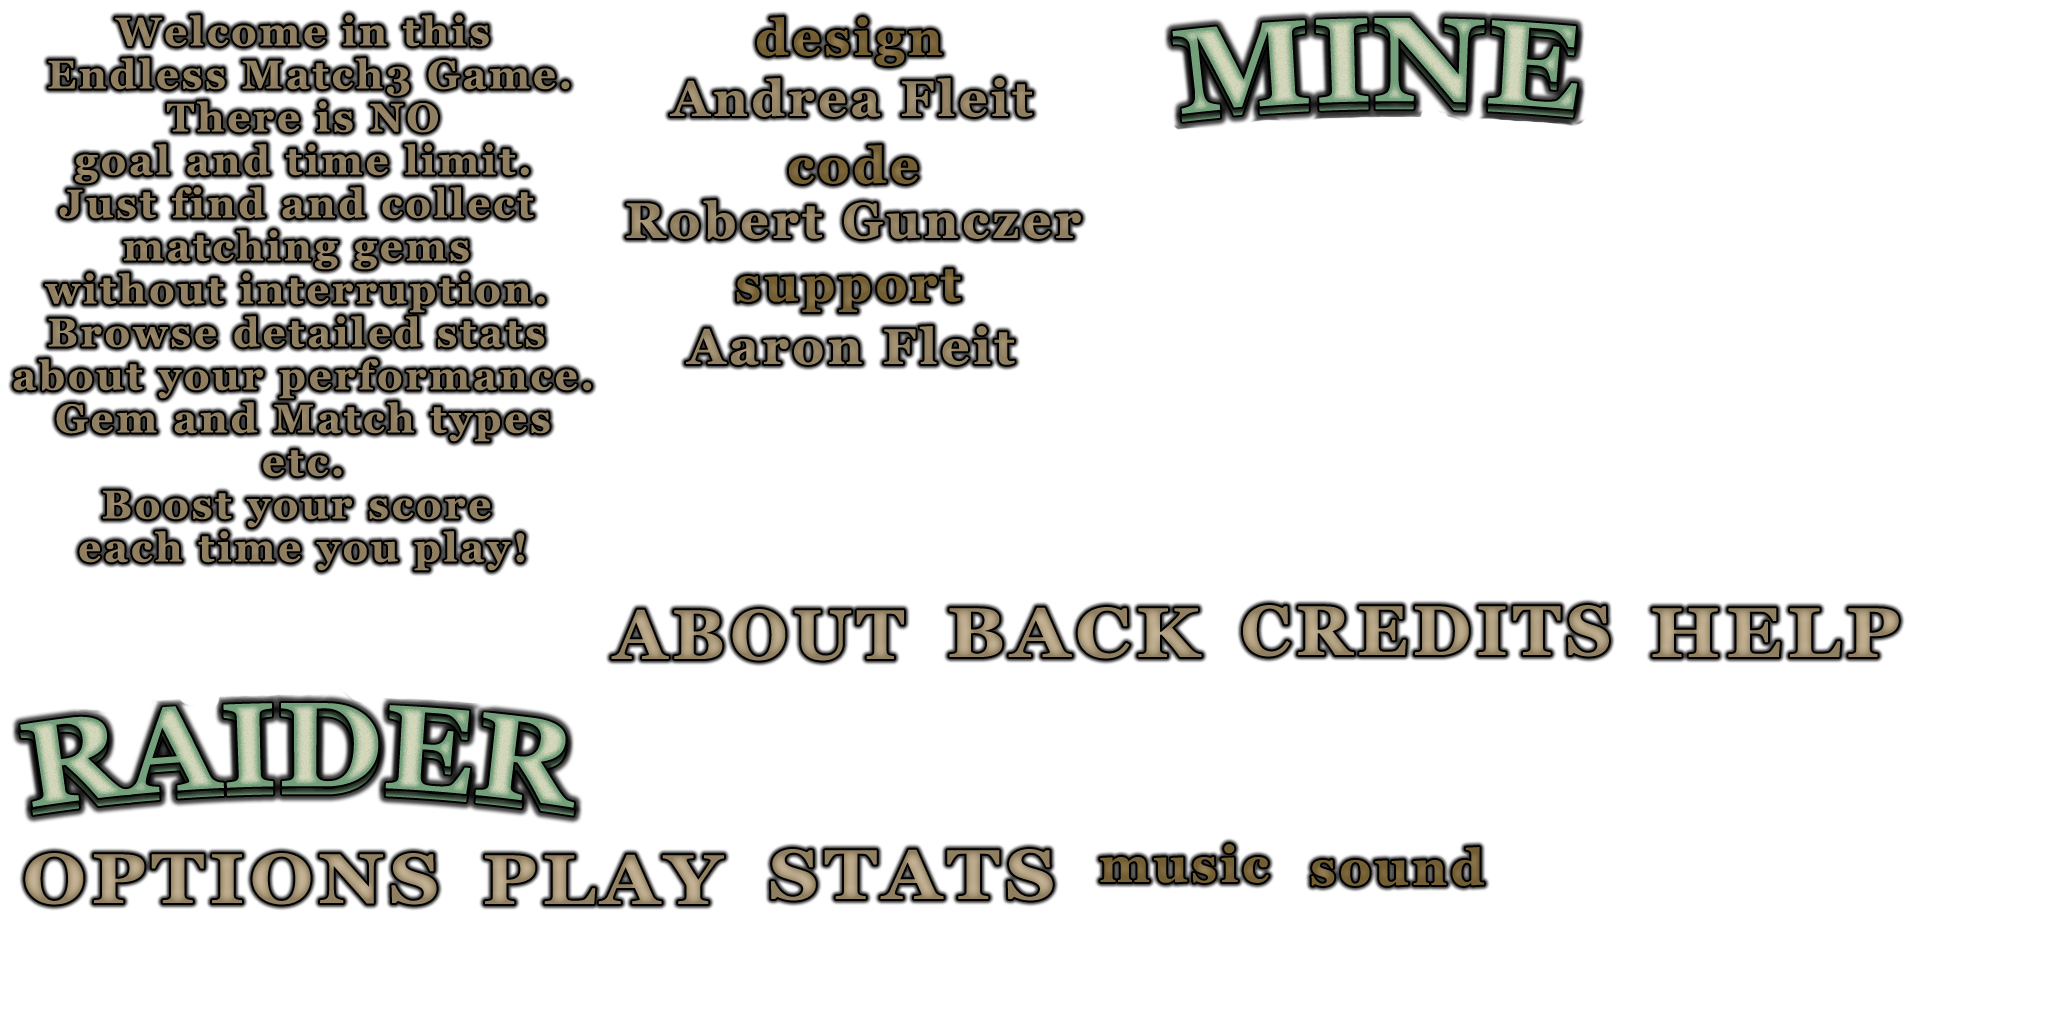 Welcome in this
Endless Match3 Game.
There is NO
goal and time limit.
Just find and collect
matching gems
without interruption.
Browse detailed stats
about your performance.
Gem and Match types
etc.
Boost your score
each time you play!
design
Andrea Fleit
code
Robert Gunczer
support
Aaron Fleit
MINE
ABOUT BACK CREDITS HELP
RAIDER
OPTIONS PLAY STATS music sound